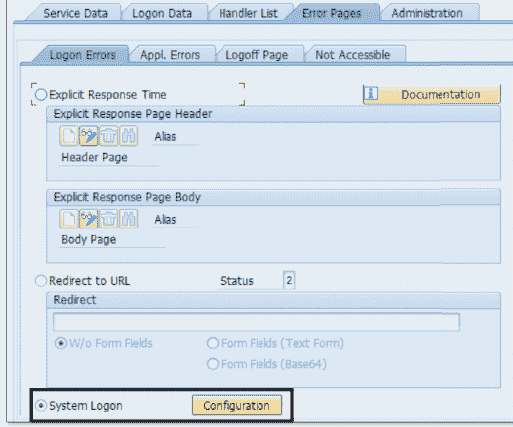 Service Data Logon Data Handler List Error Pages Administration
Logon Errors Appl. Errors Logoff Page Not Accessible
Explicit Response Time Documentation
Explicit Response Page Header
Alias
Header Page
Explicit Response Page Body
Alias
Body Page
Redirect to URL Status 2
Redirect
W/o Form Fields Form Fields (Text Form)
Form Fields (Base64)
System Logon Configuration